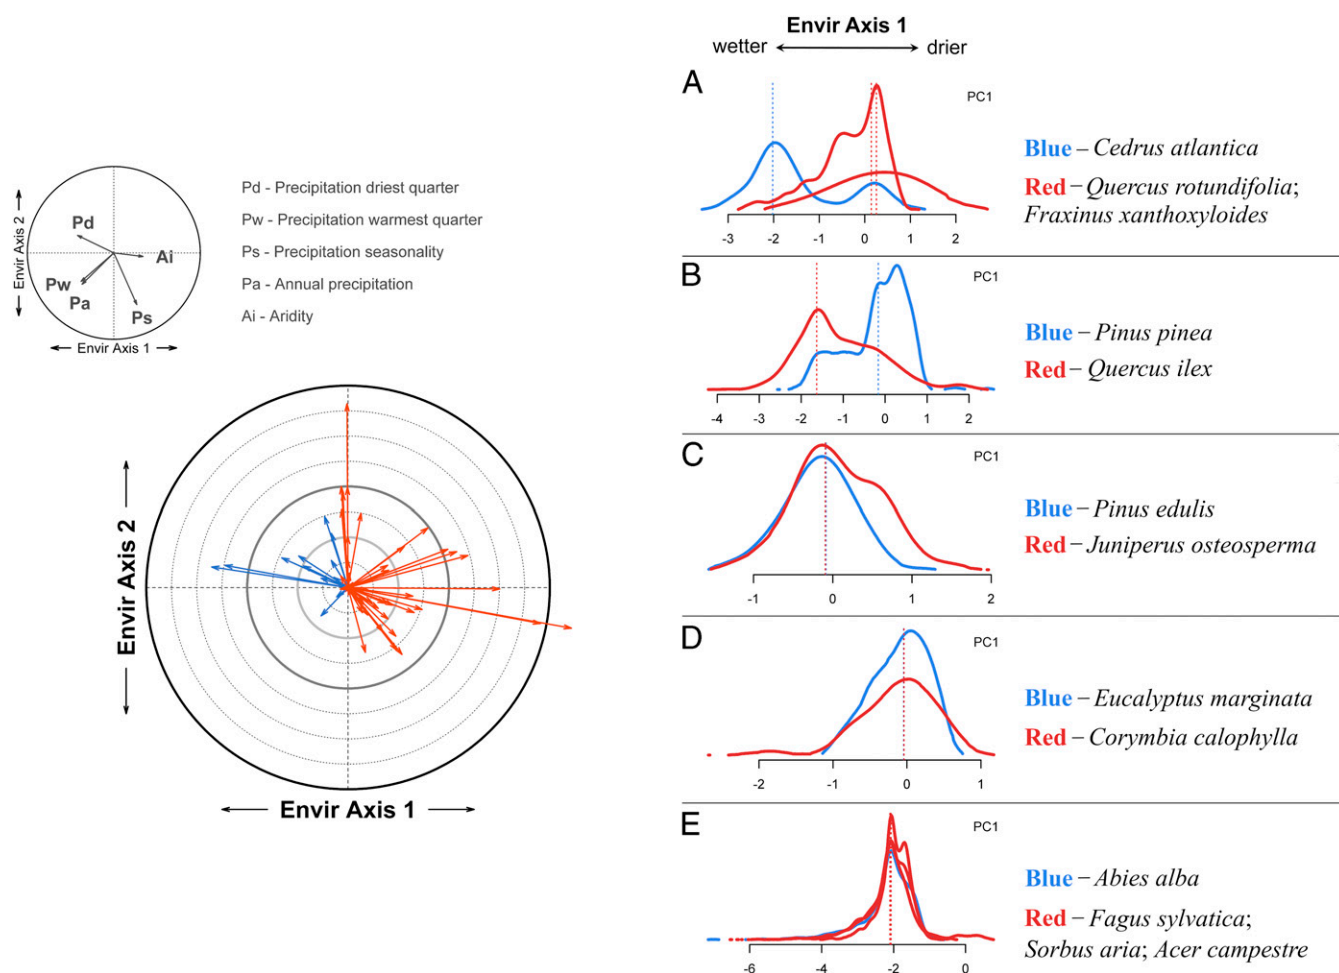 Envir Axis 2
Pd
Pw
Pa
Ai
Ps
Envir Axis 1
Pd - Precipitation driest quarter
Pw - Precipitation warmest quarter
Ps - Precipitation seasonality
Pa - Annual precipitation
Ai - Aridity
Envir Axis 2
Envir Axis 1
Envir Axis 1
wetter
drier
A
PC1
-3 -2 -1 0 1 2
Blue – Cedrus atlantica
Red – Quercus rotundifolia;
Fraxinus xanthoxyloides
B
PC1
-4 -3 -2 -1 0 1 2
Blue – Pinus pinea
Red – Quercus ilex
C
PC1
-1 0 1 2
Blue – Pinus edulis
Red – Juniperus osteosperma
D
PC1
-2 -1 0 1
Blue – Eucalyptus marginata
Red – Corymbia calophylla
E
PC1
-6 -4 -2 0
Blue – Abies alba
Red – Fagus sylvatica;
Sorbus aria; Acer campestre